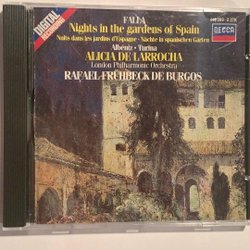 DIGITAL
RECORDING
FALLA
Nights in the gardens of Spain
Nuits dans les jardins d'Espagne · Nächte in spanischen Gärten
Albéniz · Turina
ALICIA DE LARROCHA
London Philharmonic Orchestra
RAFAEL FRÜHBECK DE BURGOS
DECCA